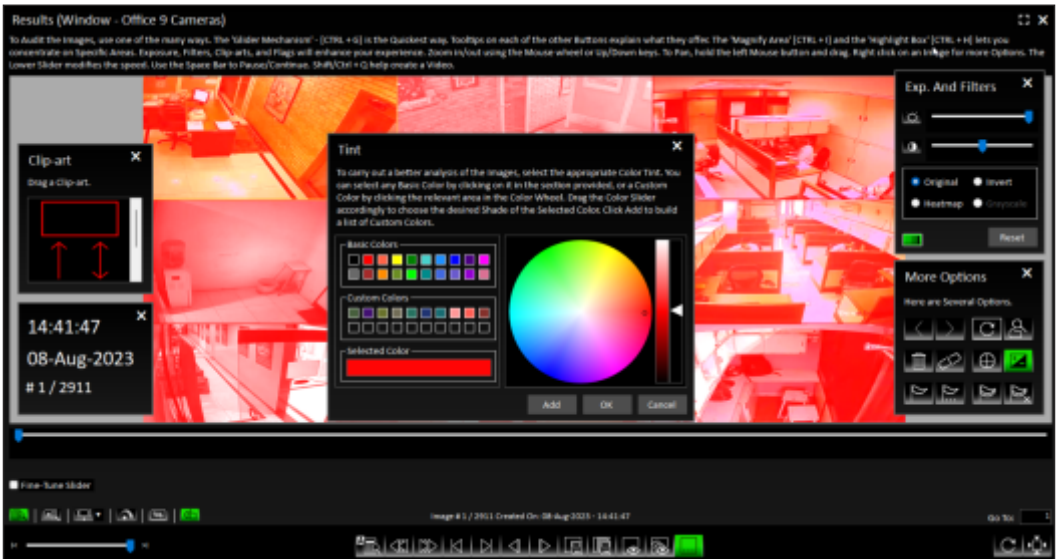 Results (Window - Office 9 Cameras)
To Audit the Images, use one of the many ways. The 'Glider Mechanism' - [CTRL + G] is the Quickest way. Tooltips on each of the other Buttons explain what they offer. The 'Magnify Area' [CTRL + I] and the 'Highlight Box' [CTRL + H] lets you
concentrate on Specific Areas. Exposure, Filters, Clip-arts, and Flags will enhance your experience. Zoom in/out using the Mouse wheel or Up/Down keys. To Pan, hold the left Mouse button and drag. Right click on an image for more Options. The
Lower Slider modifies the speed. Use the Space Bar to Pause/Continue. Shift/Ctrl + Q help create a Video.
Clip-art
Drag a Clip-art.
14:41:47
08-Aug-2023
# 1 / 2911
Tint
To carry out a better analysis of the Images, select the appropriate Color Tint. You
can select any Basic Color by clicking on it in the section provided, or a Custom
Color by clicking the relevant area in the Color Wheel. Drag the Color Slider
accordingly to choose the desired Shade of the Selected Color. Click Add to build
a list of Custom Colors.
Basic Colors
Custom Colors
Selected Color
Add
OK
Cancel
Exp. And Filters
Original
Invert
Heatmap
Greyscale
Reset
More Options
Here are Several Options.
Fine-Tune Slider
Image # 1 / 2911 Created On: 08-Aug-2023 - 14:41:47
Go To:
1